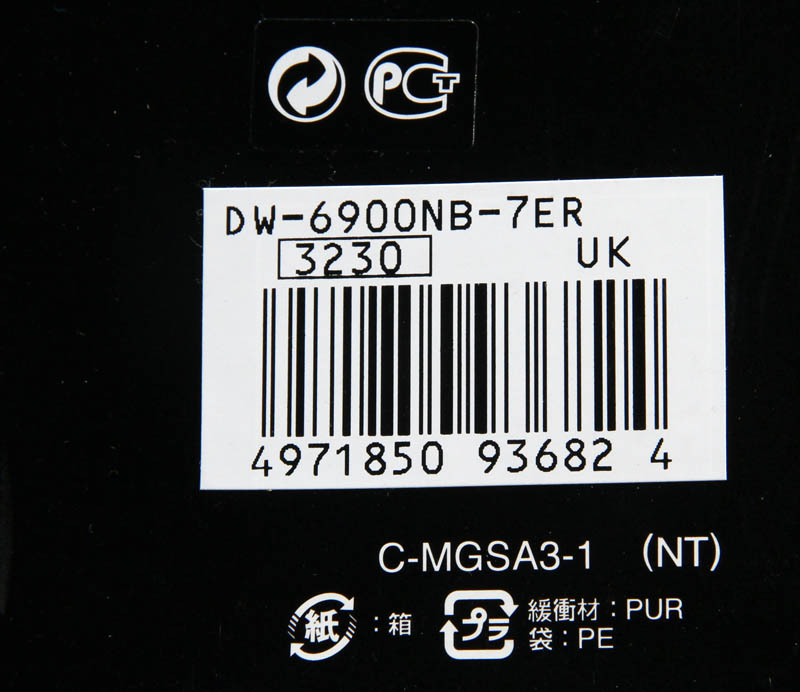 PCT
DW-6900NB-7ER
3230 UK
4971850 93682 4
C-MGSA3-1 (NT)
紙 : 箱 プラ 緩衝材 : PUR
袋 : PE